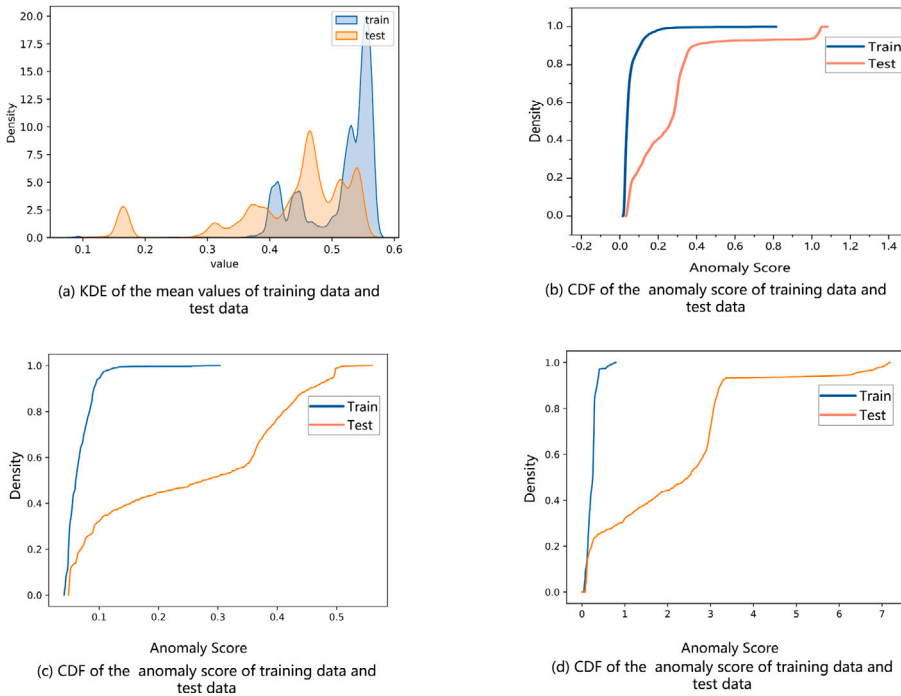 20.0
17.5
15.0
12.5
10.0
7.5
5.0
2.5
0.0
Density
train
test
0.1 0.2 0.3 0.4 0.5 0.6
value
(a) KDE of the mean values of training data and
test data
1.0
0.8
0.6
0.4
0.2
0.0
Density
Train
Test
-0.2 0.0 0.2 0.4 0.6 0.8 1.0 1.2 1.4
Anomaly Score
(b) CDF of the anomaly score of training data and
test data
1.0
0.8
0.6
0.4
0.2
0.0
Density
Train
Test
0.1 0.2 0.3 0.4 0.5
Anomaly Score
(c) CDF of the anomaly score of training data and
test data
1.0
0.8
0.6
0.4
0.2
0.0
Density
Train
Test
0 1 2 3 4 5 6 7
Anomaly Score
(d) CDF of the anomaly score of training data and
test data